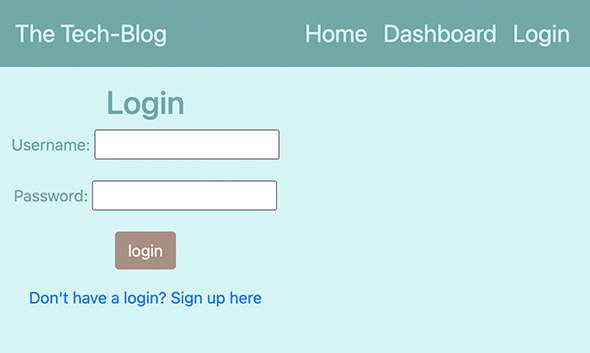 The Tech-Blog Home Dashboard Login
Login
Username:
Password:
login
Don't have a login? Sign up here